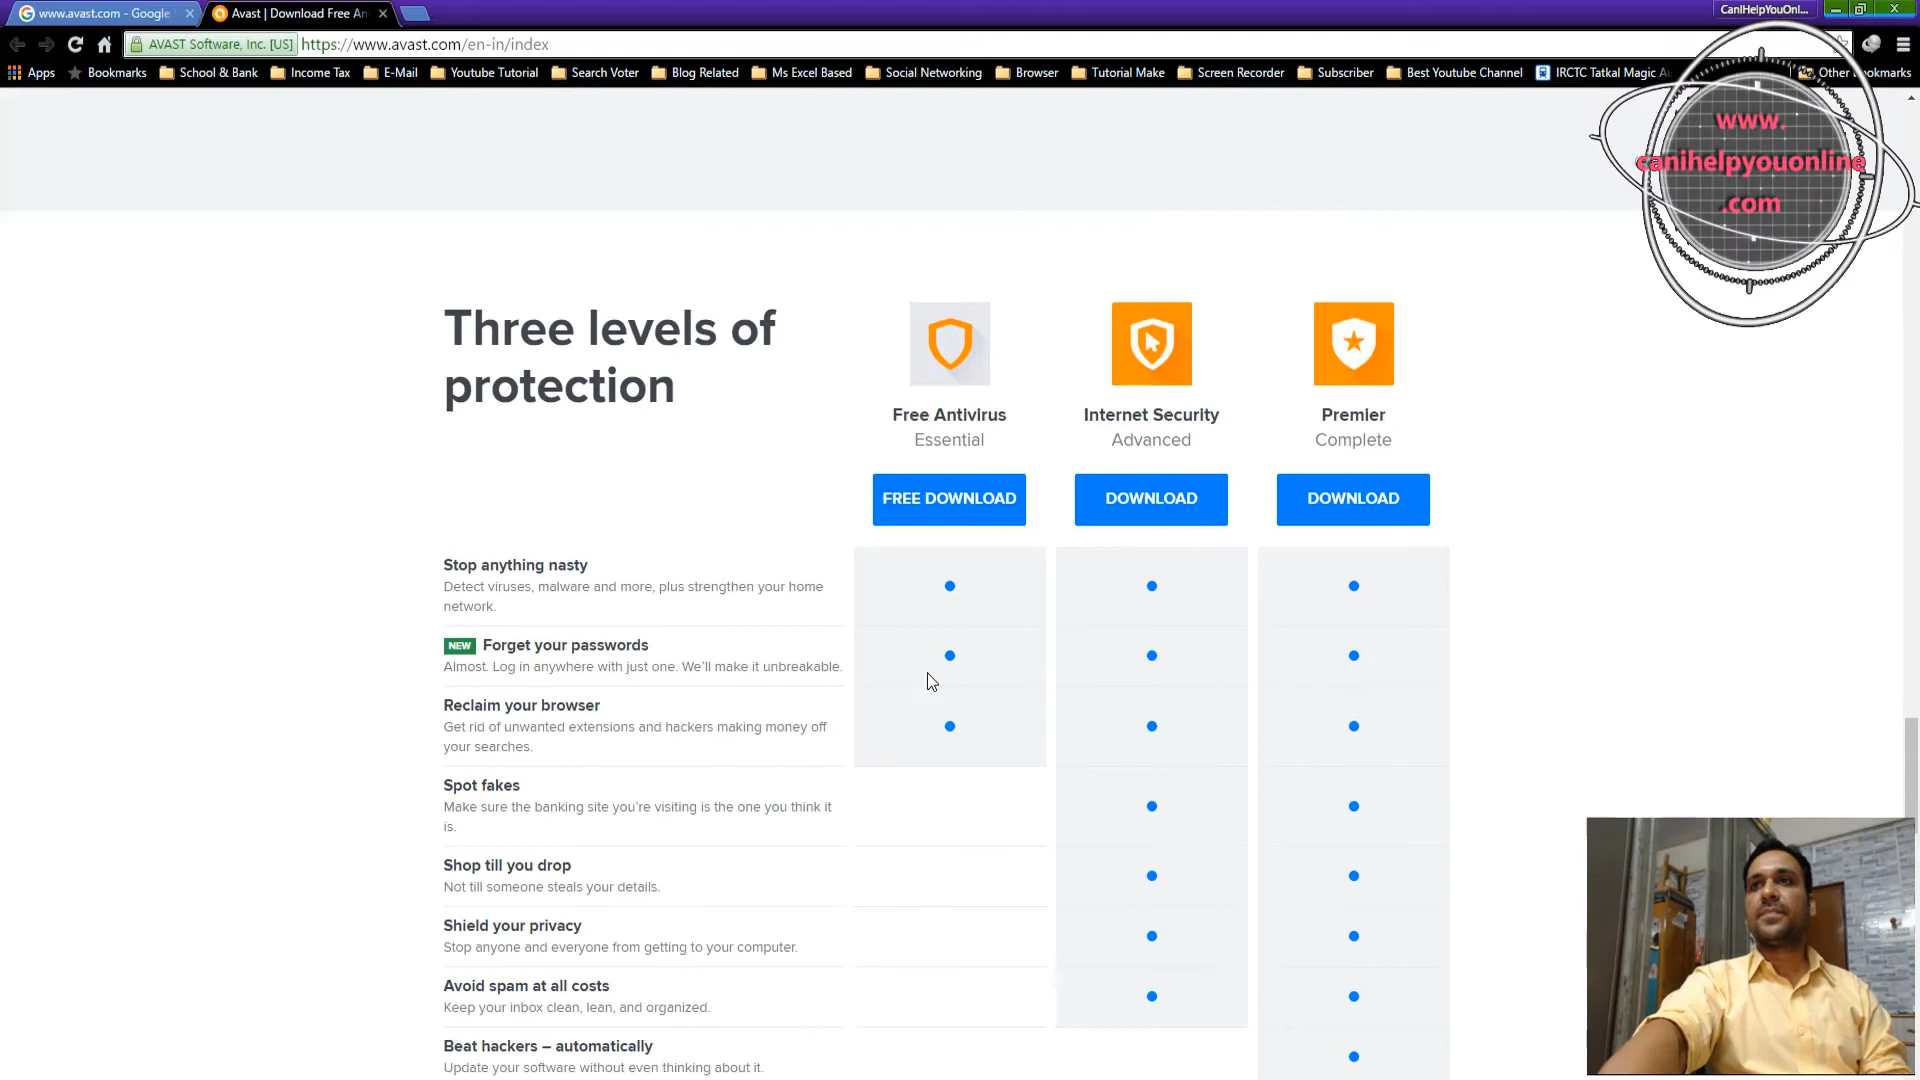 www.avast.com - Google
Avast | Download Free An
CanIHelpYouOnl...
AVAST Software, Inc. [US]
https://www.avast.com/en-in/index
Apps
Bookmarks
School & Bank
Income Tax
E-Mail
Youtube Tutorial
Search Voter
Blog Related
Ms Excel Based
Social Networking
Browser
Tutorial Make
Screen Recorder
Subscriber
Best Youtube Channel
IRCTC Tatkal Magic
Other
www.
canihelpyouonline
.com
Three levels of
protection
Free Antivirus
Essential
FREE DOWNLOAD
Internet Security
Advanced
DOWNLOAD
Premier
Complete
DOWNLOAD
Stop anything nasty
Detect viruses, malware and more, plus strengthen your home
network.
NEW Forget your passwords
Almost. Log in anywhere with just one. We'll make it unbreakable.
Reclaim your browser
Get rid of unwanted extensions and hackers making money off
your searches.
Spot fakes
Make sure the banking site you're visiting is the one you think it
is.
Shop till you drop
Not till someone steals your details.
Shield your privacy
Stop anyone and everyone from getting to your computer.
Avoid spam at all costs
Keep your inbox clean, lean, and organized.
Beat hackers – automatically
Update your software without even thinking about it.